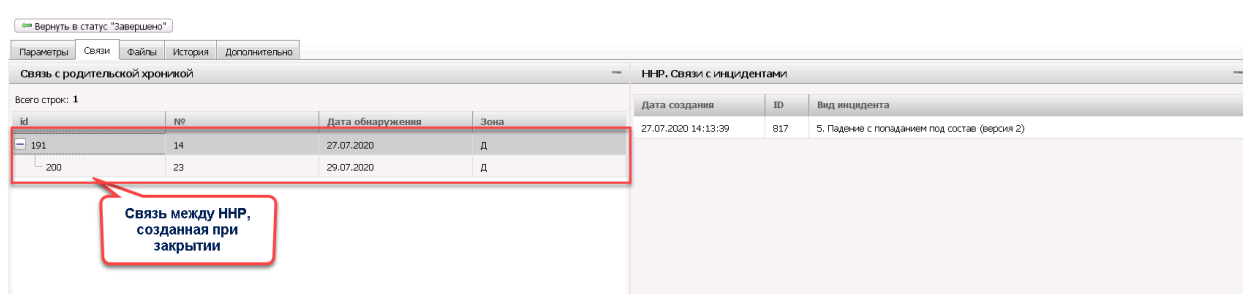 Вернуть в статус "Завершено"
Параметры Связи Файлы История Дополнительно
Связь с родительской хроникой
Всего строк: 1
id № Дата обнаружения Зона
191 14 27.07.2020 Д
200 23 29.07.2020 Д
Связь между ННР,
созданная при
закрытии
ННР. Связи с инцидентами
Дата создания ID Вид инцидента
27.07.2020 14:13:39 817 5. Падение с попаданием под состав (версия 2)